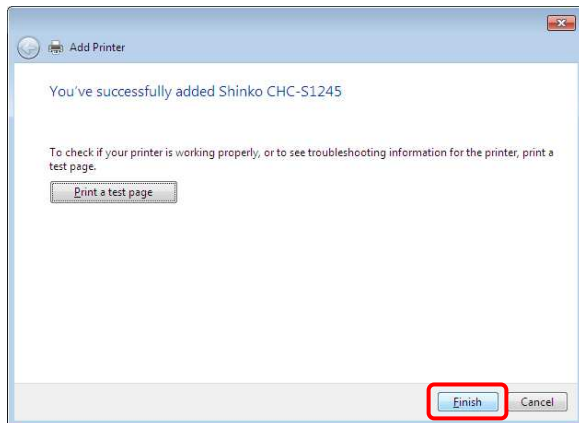 Add Printer
You've successfully added Shinko CHC-S1245
To check if your printer is working properly, or to see troubleshooting information for the printer, print a
test page.
Print a test page
Finish Cancel